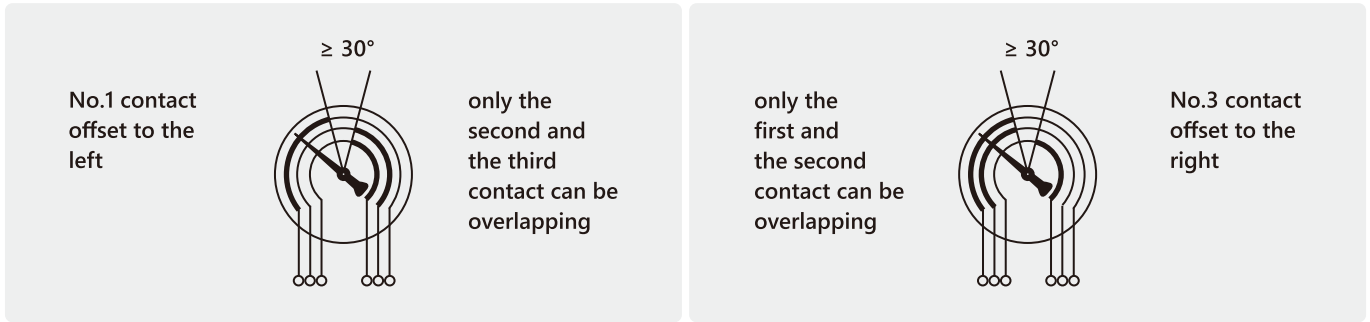 ≥ 30°
No.1 contact
offset to the
left
only the
second and
the third
contact can be
overlapping
≥ 30°
only the
first and
the second
contact can be
overlapping
No.3 contact
offset to the
right